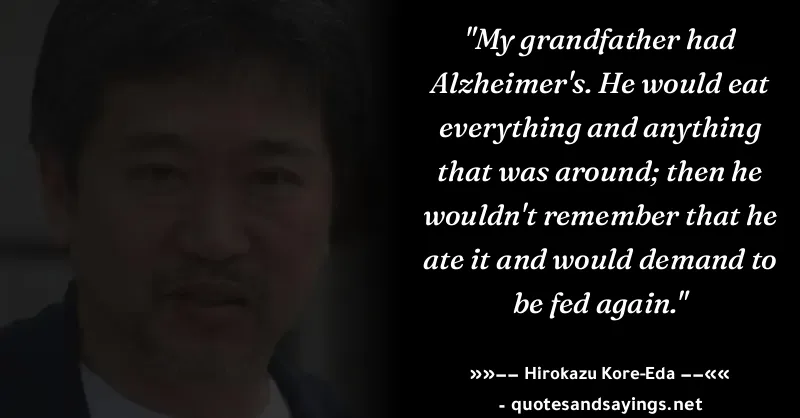 "My grandfather had
Alzheimer's. He would eat
everything and anything
that was around; then he
wouldn't remember that he
ate it and would demand to
be fed again."
»»−− Hirokazu Kore-Eda −−««
- quotesandsayings.net